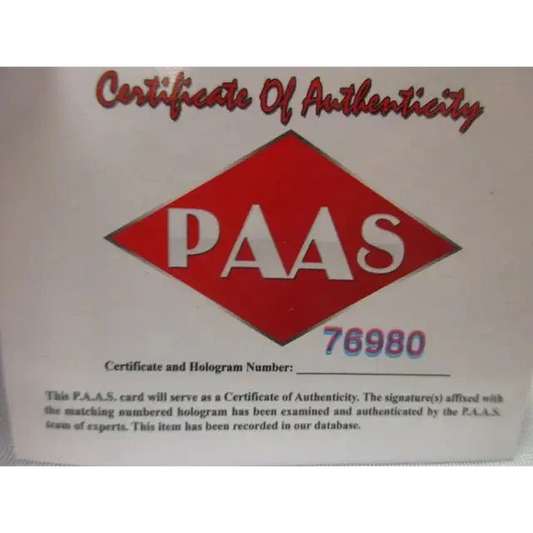 Certificate Of Authenticity
PAAS
76980
Certificate and Hologram Number:
This P.A.A.S. card will serve as a Certificate of Authenticity. The signature(s) affixed with
the matching numbered hologram has been examined and authenticated by the P.A.A.S.
team of experts. This item has been recorded in our database.